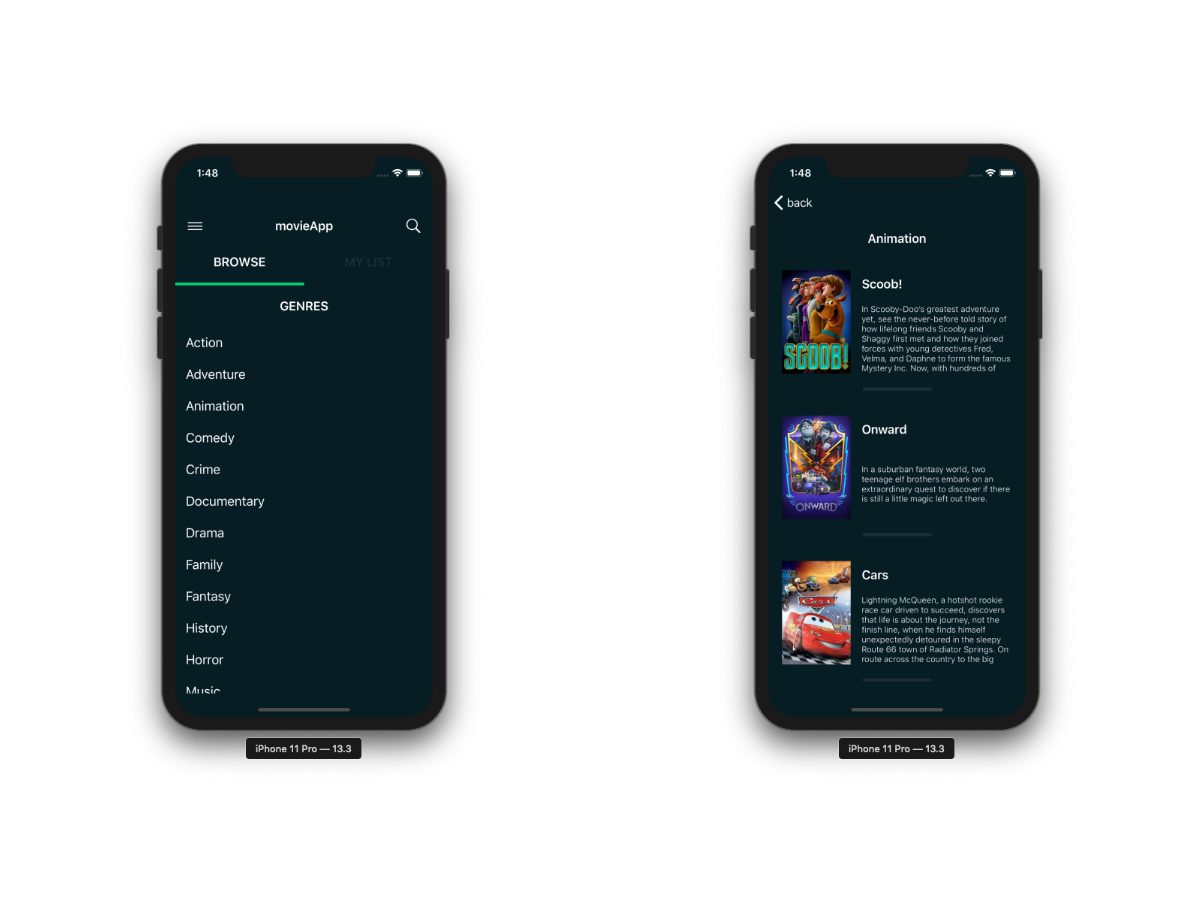 1:48
movieApp
BROWSE
MY LIST
GENRES
Action
Adventure
Animation
Comedy
Crime
Documentary
Drama
Family
Fantasy
History
Horror
Music
iPhone 11 Pro — 13.3
1:48
back
Animation
SCOOB!
Scoob!
In Scooby-Doo's greatest adventure
yet, see the never-before told story of
how lifelong friends Scooby and
Shaggy first met and how they joined
forces with young detectives Fred,
Velma, and Daphne to form the famous
Mystery Inc. Now, with hundreds of
ONWARD
Onward
In a suburban fantasy world, two
teenage elf brothers embark on an
extraordinary quest to discover if there
is still a little magic left out there.
Cars
Lightning McQueen, a hotshot rookie
race car driven to succeed, discovers
that life is about the journey, not the
finish line, when he finds himself
unexpectedly detoured in the sleepy
Route 66 town of Radiator Springs. On
route across the country to the big
iPhone 11 Pro — 13.3